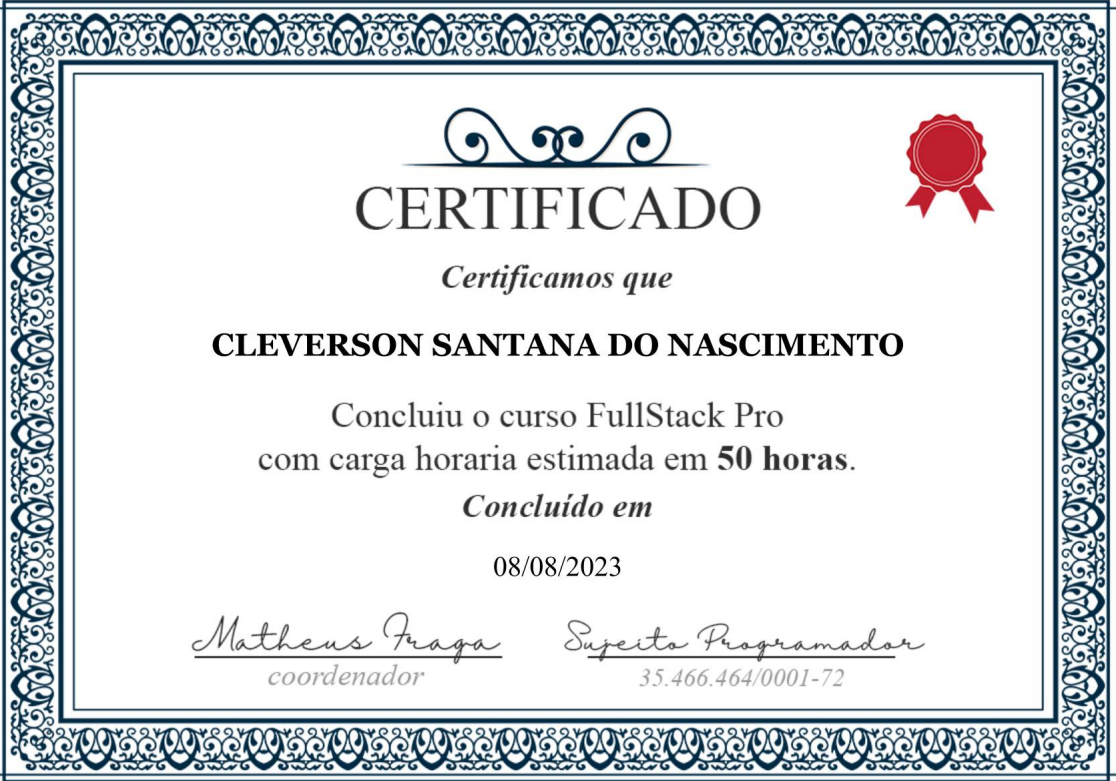 CERTIFICADO
Certificamos que
CLEVERSON SANTANA DO NASCIMENTO
Concluiu o curso FullStack Pro
com carga horaria estimada em 50 horas.
Concluído em
08/08/2023
Matheus Fraga Sujeito Programador
coordenador 35.466.464/0001-72